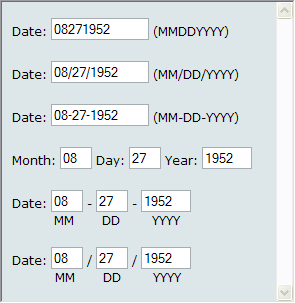 Date: 08271952 (MMDDYYYY)
Date: 08/27/1952 (MM/DD/YYYY)
Date: 08-27-1952 (MM-DD-YYYY)
Month: 08 Day: 27 Year: 1952
Date: 08 - 27 - 1952
MM DD YYYY
Date: 08 / 27 / 1952
MM DD YYYY